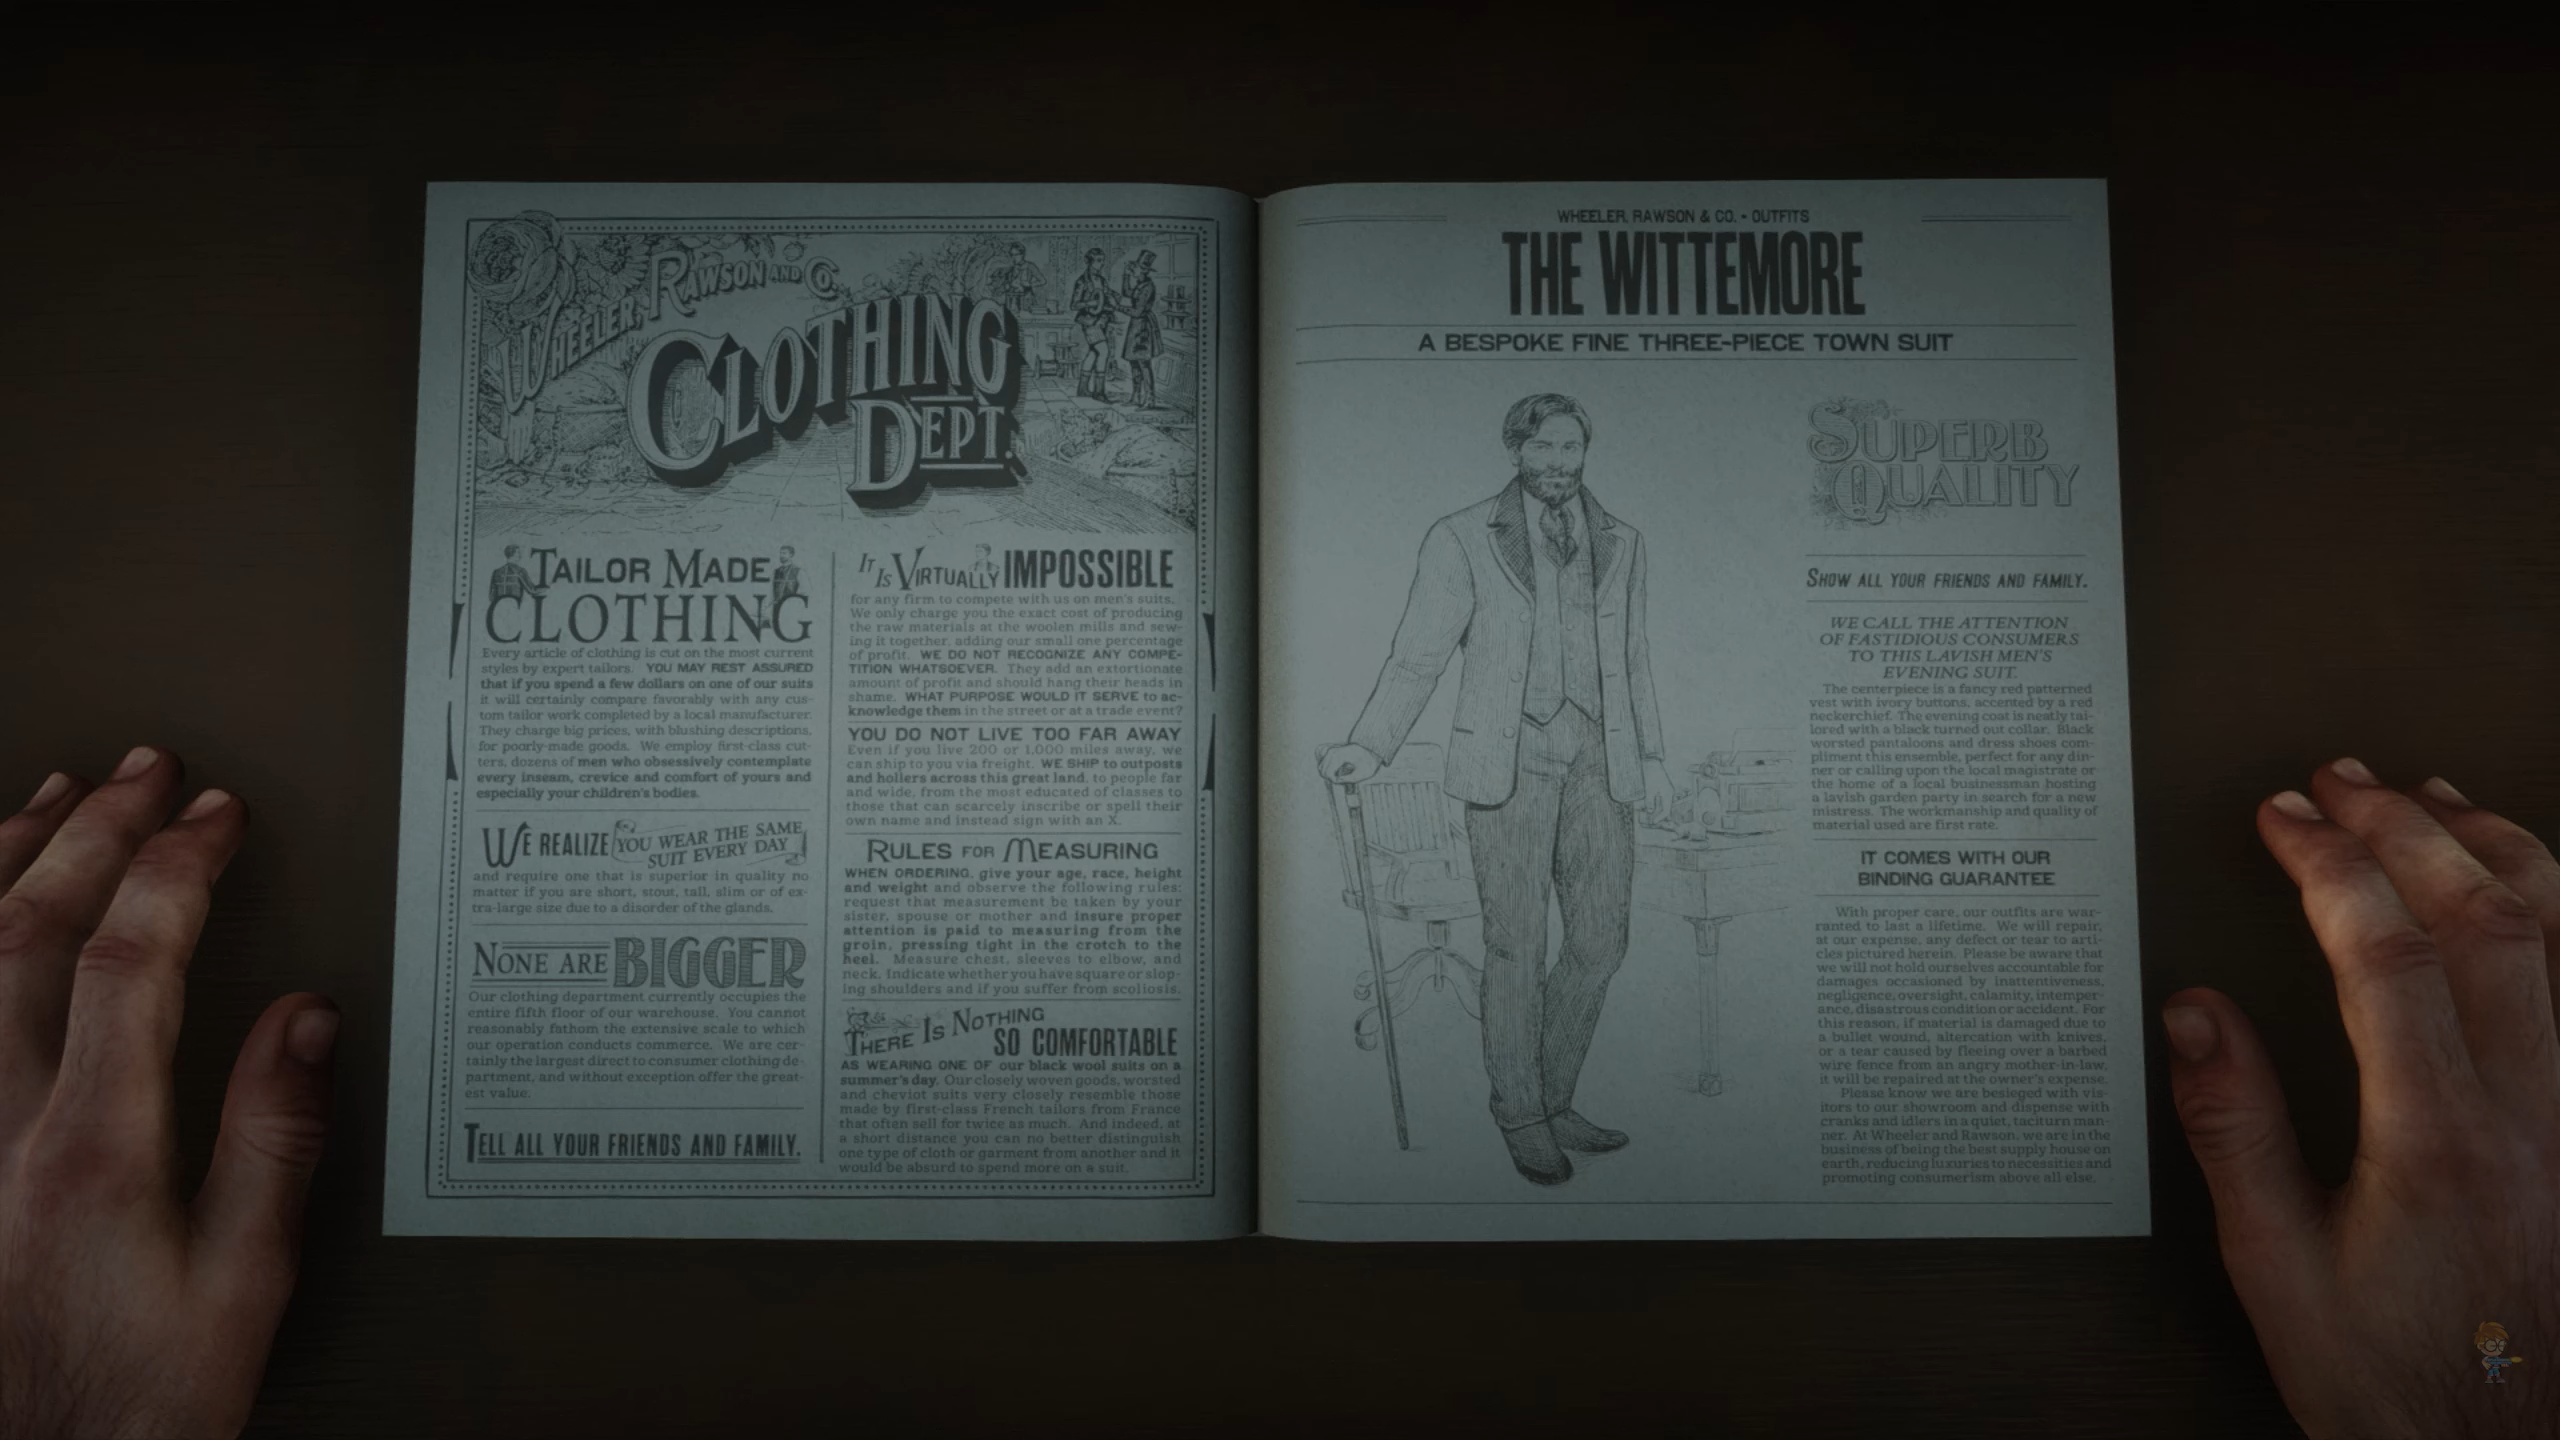 WHEELER, RAWSON AND CO.
CLOTHING
DEPT.
TAILOR MADE
CLOTHING
Every article of clothing is cut on the most current
styles by expert tailors. YOU MAY REST ASSURED
that if you spend a few dollars on one of our suits
it will certainly compare favorably with any cus-
tom tailor work completed by a local manufacturer.
They charge big prices, with blushing descriptions,
for poorly-made goods. We employ first-class cut-
ters, dozens of men who obsessively contemplate
every inseam, crevice and comfort of yours and
especially your children's bodies.
WE REALIZE YOU WEAR THE SAME
SUIT EVERY DAY
and require one that is superior in quality no
matter if you are short, stout, tall, slim or of ex-
tra-large size due to a disorder of the glands.
NONE ARE BIGGER
Our clothing department currently occupies the
entire fifth floor of our warehouse. You cannot
reasonably fathom the extensive scale to which
our operation conducts commerce. We are cer-
tainly the largest direct to consumer clothing de-
partment, and without exception offer the great-
est value.
TELL ALL YOUR FRIENDS AND FAMILY.
IT IS VIRTUALLY IMPOSSIBLE
for any firm to compete with us on men's suits.
We only charge you the exact cost of producing
the raw materials at the woolen mills and sew-
ing it together, adding our small one percentage
of profit. WE DO NOT RECOGNIZE ANY COMPE-
TITION WHATSOEVER. They add an extortionate
amount of profit and should hang their heads in
shame. WHAT PURPOSE WOULD IT SERVE to ac-
knowledge them in the street or at a trade event?
YOU DO NOT LIVE TOO FAR AWAY
Even if you live 200 or 1,000 miles away, we
can ship to you via freight. WE SHIP to outposts
and hollers across this great land, to people far
and wide, from the most educated of classes to
those that can scarcely inscribe or spell their
own name and instead sign with an X.
RULES FOR MEASURING
WHEN ORDERING, give your age, race, height
and weight and observe the following rules:
request that measurement be taken by your
sister, spouse or mother and insure proper
attention is paid to measuring from the
groin, pressing tight in the crotch to the
heel. Measure chest, sleeves to elbow, and
neck. Indicate whether you have square or slop-
ing shoulders and if you suffer from scoliosis.
THERE IS NOTHING
SO COMFORTABLE
AS WEARING ONE OF our black wool suits on a
summer's day. Our closely woven goods, worsted
and cheviot suits very closely resemble those
made by first-class French tailors from France
that often sell for twice as much. And indeed, at
a short distance you can no better distinguish
one type of cloth or garment from another and it
would be absurd to spend more on a suit.
WHEELER, RAWSON & CO. - OUTFITS
THE WITTEMORE
A BESPOKE FINE THREE-PIECE TOWN SUIT
SUPERB
QUALITY
SHOW ALL YOUR FRIENDS AND FAMILY.
WE CALL THE ATTENTION
OF FASTIDIOUS CONSUMERS
TO THIS LAVISH MEN'S
EVENING SUIT.
The centerpiece is a fancy red patterned
vest with ivory buttons, accented by a red
neckerchief. The evening coat is neatly tai-
lored with a black turned out collar. Black
worsted pantaloons and dress shoes com-
pliment this ensemble, perfect for any din-
ner or calling upon the local magistrate or
the home of a local businessman hosting
a lavish garden party in search for a new
mistress. The workmanship and quality of
material used are first rate.
IT COMES WITH OUR
BINDING GUARANTEE
With proper care, our outfits are war-
ranted to last a lifetime. We will repair,
at our expense, any defect or tear to arti-
cles pictured herein. Please be aware that
we will not hold ourselves accountable for
damages occasioned by inattentiveness,
negligence, oversight, calamity, intemper-
ance, disastrous condition or accident. For
this reason, if material is damaged due to
a bullet wound, altercation with knives,
or a tear caused by fleeing over a barbed
wire fence from an angry mother-in-law,
it will be repaired at the owner's expense.
Please know we are besieged with vis-
itors to our showroom and dispense with
cranks and idlers in a quiet, taciturn man-
ner. At Wheeler and Rawson, we are in the
business of being the best supply house on
earth, reducing luxuries to necessities and
promoting consumerism above all else.